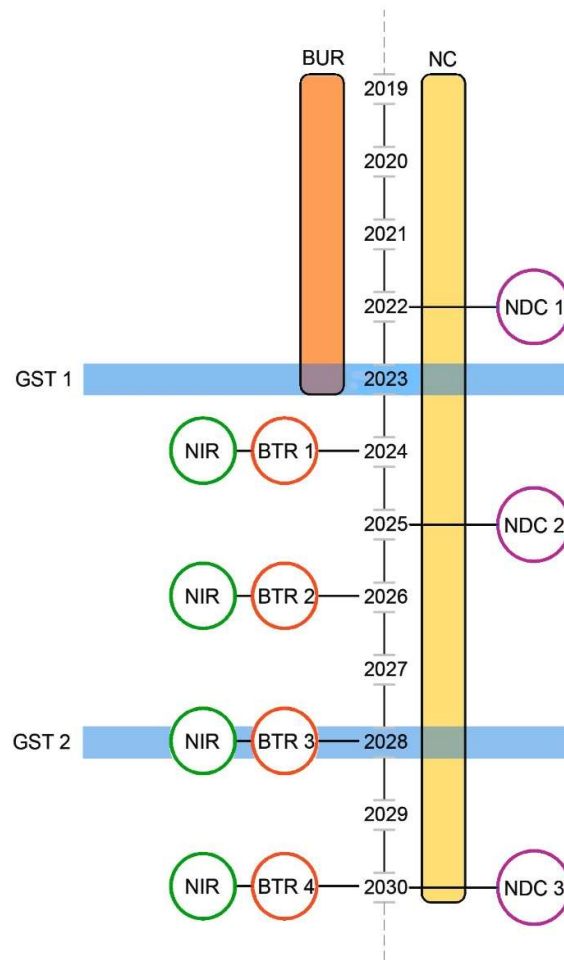 BUR NC
2019
2020
2021
2022 NDC 1
GST 1 2023
NIR BTR 1 2024
2025 NDC 2
NIR BTR 2 2026
2027
GST 2 NIR BTR 3 2028
2029
NIR BTR 4 2030 NDC 3